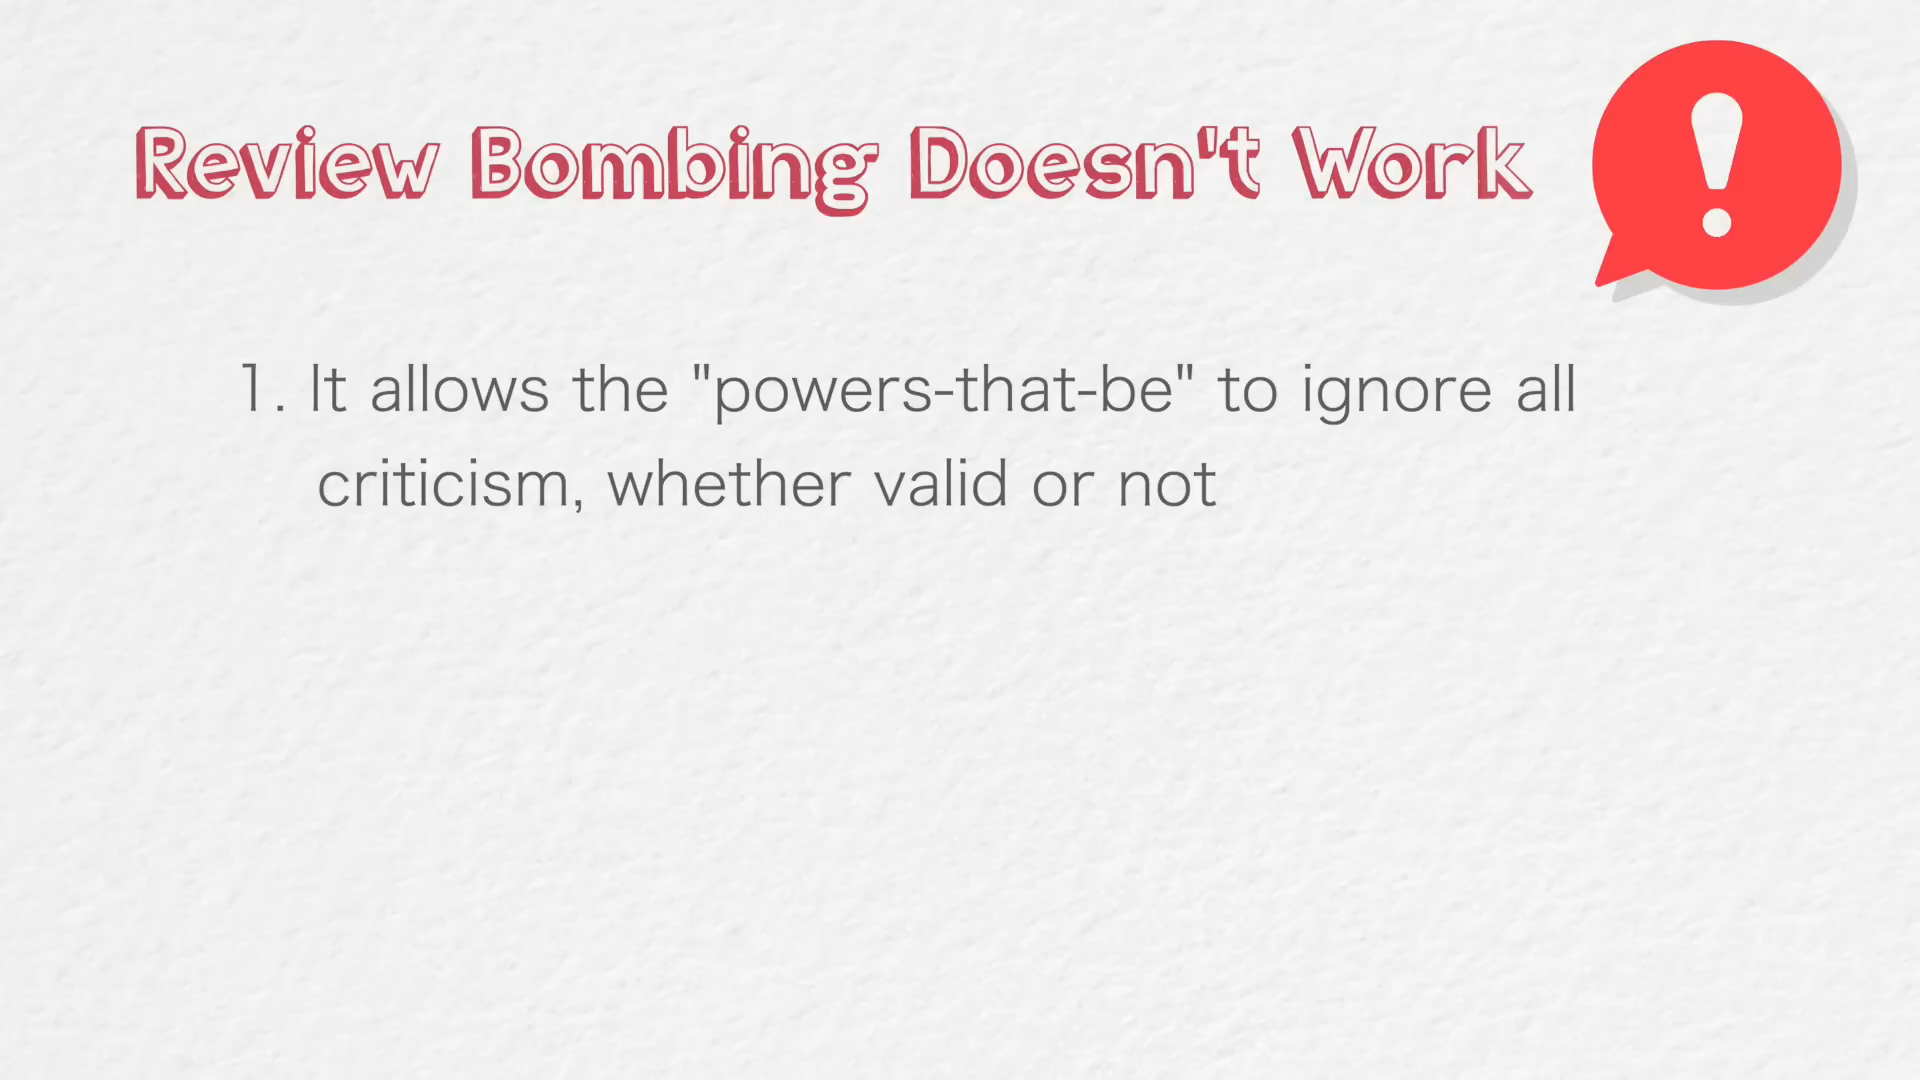 Review Bombing Doesn't Work
1. It allows the "powers-that-be" to ignore all
criticism, whether valid or not